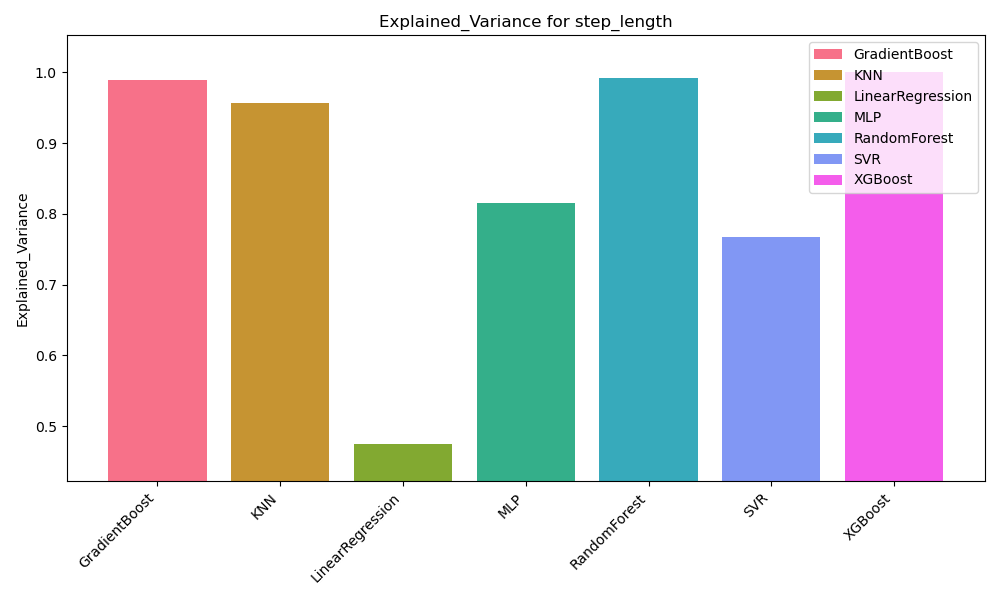 Explained_Variance for step_length
Explained_Variance
1.0
0.9
0.8
0.7
0.6
0.5
GradientBoost
KNN
LinearRegression
MLP
RandomForest
SVR
XGBoost
GradientBoost
KNN
LinearRegression
MLP
RandomForest
SVR
XGBoost